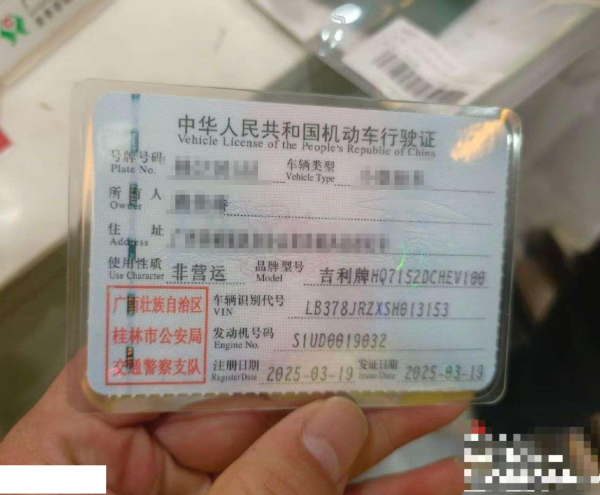 中华人民共和国机动车行驶证
Vehicle License of the People's Republic of China
号牌号码 车辆类型
Plate No. Vehicle Type
所有人
Owner
住址
Address
使用性质 非营运 品牌型号 吉利牌HQ7152DCHEV100
Use Character Model
广西壮族自治区
桂林市公安局
交通警察支队
车辆识别代号 LB378JRZXSH013153
VIN
发动机号码 S1UD0019032
Engine No.
注册日期 2025-03-19 发证日期 2025-03-19
Register Date Issue Date